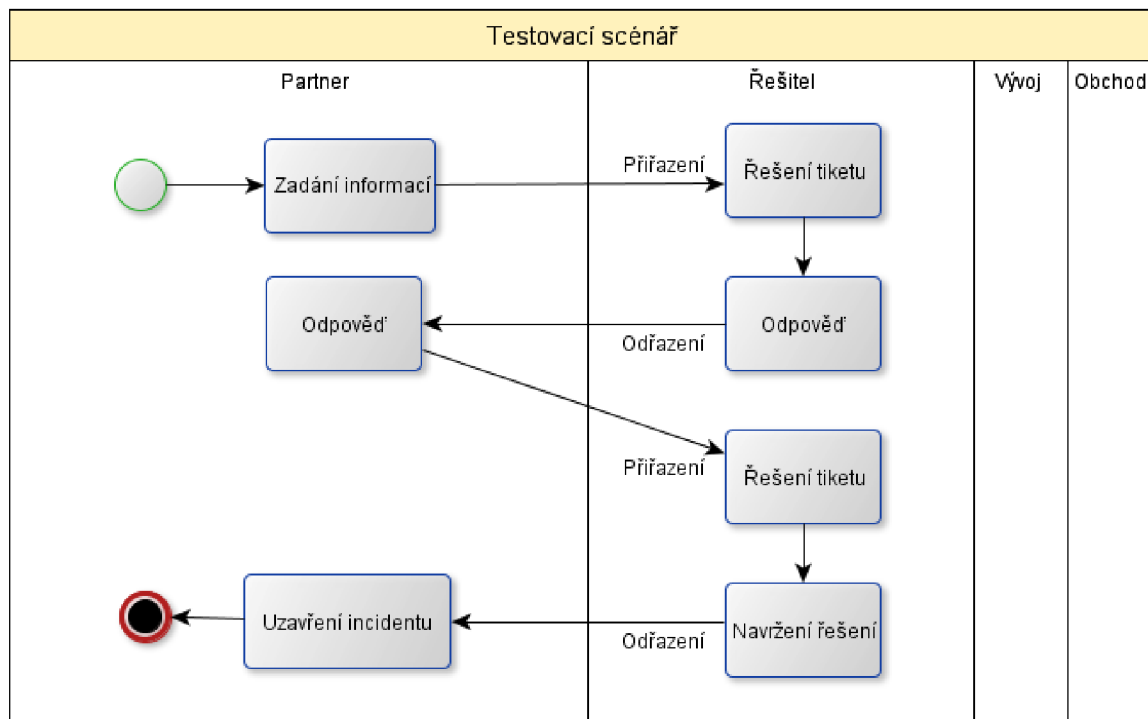 Testovací scénář
Partner
Řešitel
Vývoj
Obchod
Zadání informací
Přiřazení
Řešení tiketu
Odpověď
Odřazení
Odpověď
Přiřazení
Řešení tiketu
Uzavření incidentu
Odřazení
Navržení řešení